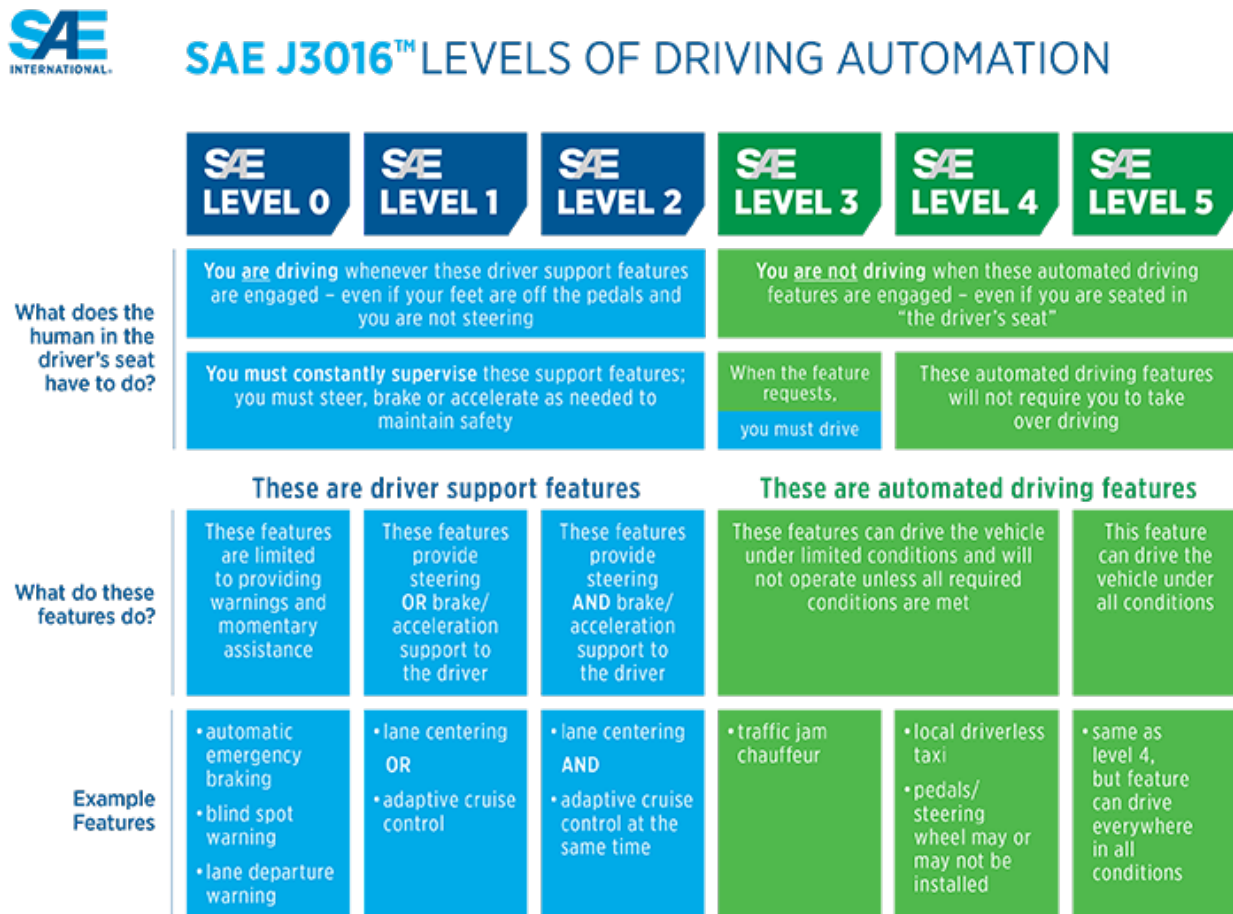 SAE
INTERNATIONAL®
SAE J3016™ LEVELS OF DRIVING AUTOMATION
SAE
LEVEL 0
SAE
LEVEL 1
SAE
LEVEL 2
SAE
LEVEL 3
SAE
LEVEL 4
SAE
LEVEL 5
What does the
human in the
driver's seat
have to do?
You are driving whenever these driver support features
are engaged – even if your feet are off the pedals and
you are not steering
You are not driving when these automated driving
features are engaged – even if you are seated in
“the driver's seat”
You must constantly supervise these support features;
you must steer, brake or accelerate as needed to
maintain safety
When the feature
requests,
you must drive
These automated driving features
will not require you to take
over driving
These are driver support features
These are automated driving features
What do these
features do?
These features
are limited
to providing
warnings and
momentary
assistance
These features
provide
steering
OR brake/
acceleration
support to
the driver
These features
provide
steering
AND brake/
acceleration
support to
the driver
These features can drive the vehicle
under limited conditions and will
not operate unless all required
conditions are met
This feature
can drive the
vehicle under
all conditions
Example
Features
• automatic
emergency
braking
• blind spot
warning
• lane departure
warning
• lane centering
OR
• adaptive cruise
control
• lane centering
AND
• adaptive cruise
control at the
same time
• traffic jam
chauffeur
• local driverless
taxi
• pedals/
steering
wheel may or
may not be
installed
• same as
level 4,
but feature
can drive
everywhere
in all
conditions